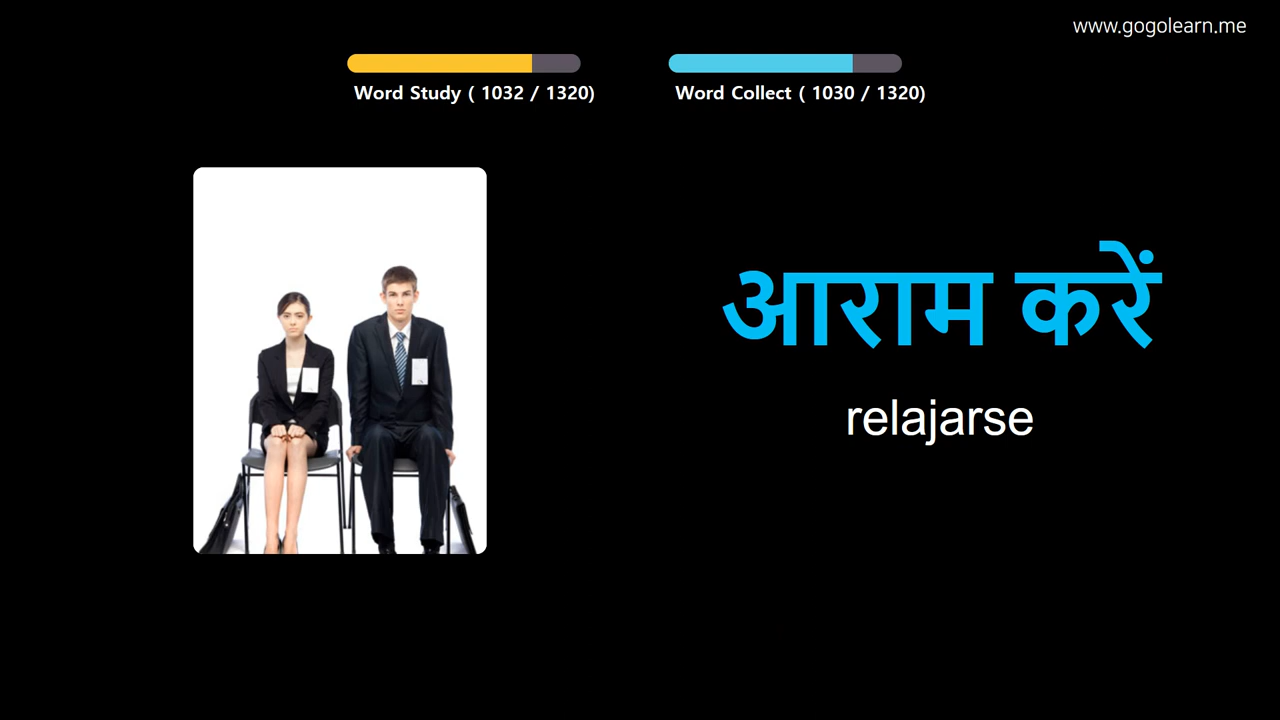 www.gogolearn.me
Word Study ( 1032 / 1320)
Word Collect ( 1030 / 1320)
आराम करें
relajarse